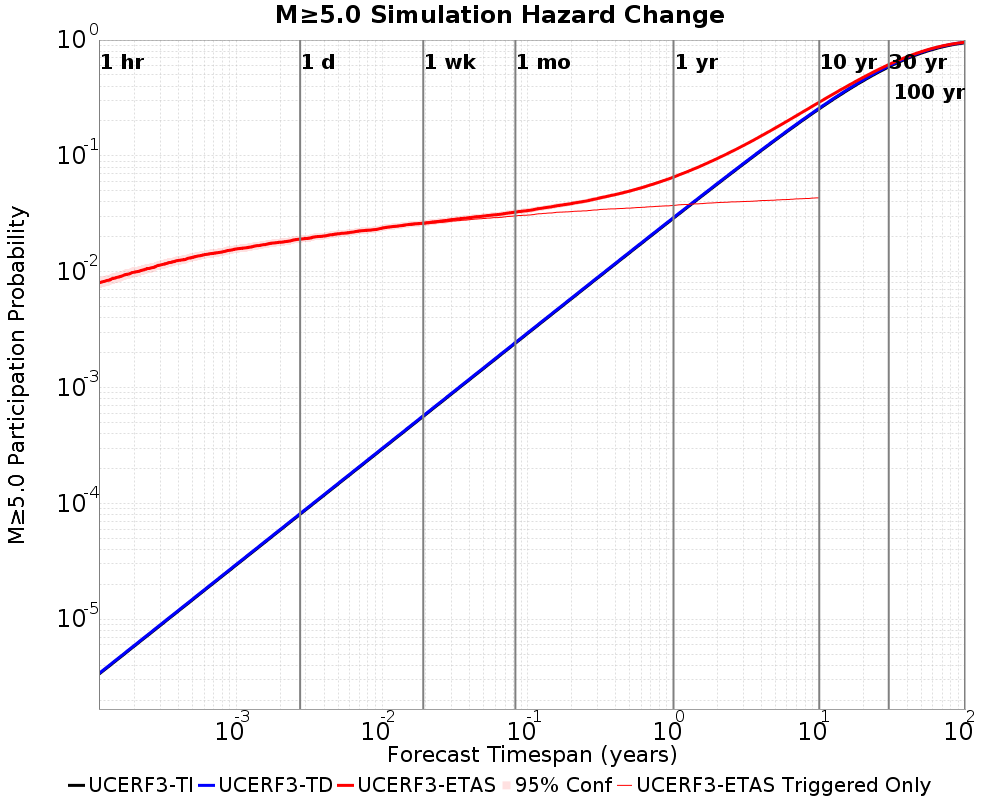 M≥5.0 Simulation Hazard Change
1 hr
1 d
1 wk
1 mo
1 yr
10 yr
30 yr
100 yr
M≥5.0 Participation Probability
10^0
10^-1
10^-2
10^-3
10^-4
10^-5
10^-3
10^-2
10^-1
10^0
10^1
10^2
Forecast Timespan (years)
UCERF3-TI UCERF3-TD UCERF3-ETAS 95% Conf UCERF3-ETAS Triggered Only